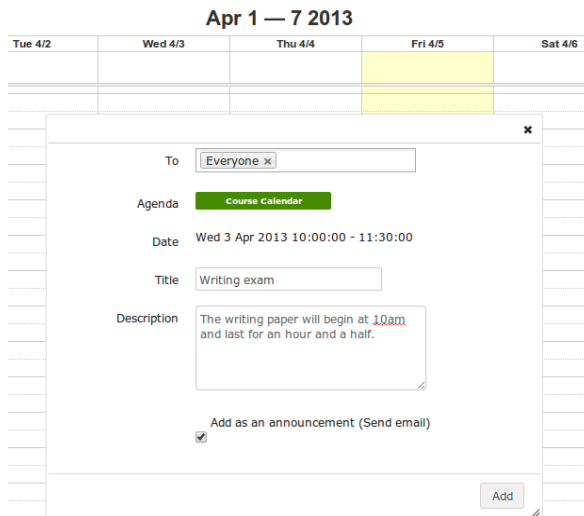 Apr 1 — 7 2013
Tue 4/2 Wed 4/3 Thu 4/4 Fri 4/5 Sat 4/6
To Everyone ×
Agenda Course Calendar
Date Wed 3 Apr 2013 10:00:00 - 11:30:00
Title Writing exam
Description The writing paper will begin at 10am
and last for an hour and a half.
Add as an announcement (Send email)
Add